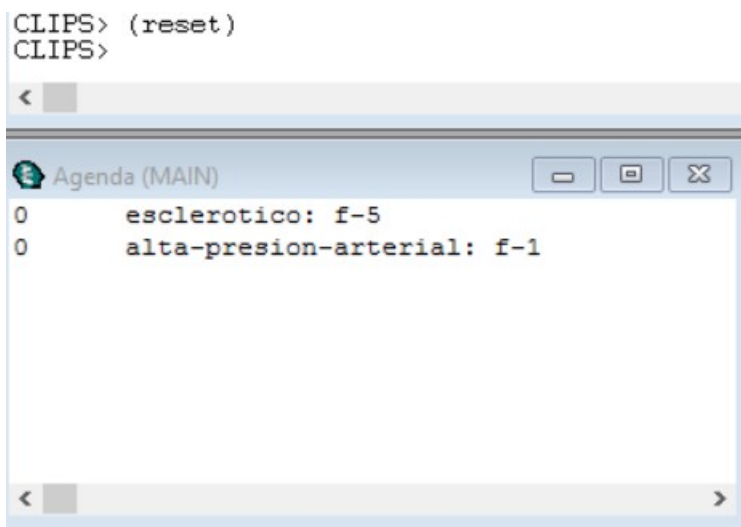 CLIPS> (reset)
CLIPS>
Agenda (MAIN)
0 esclerotico: f-5
0 alta-presion-arterial: f-1